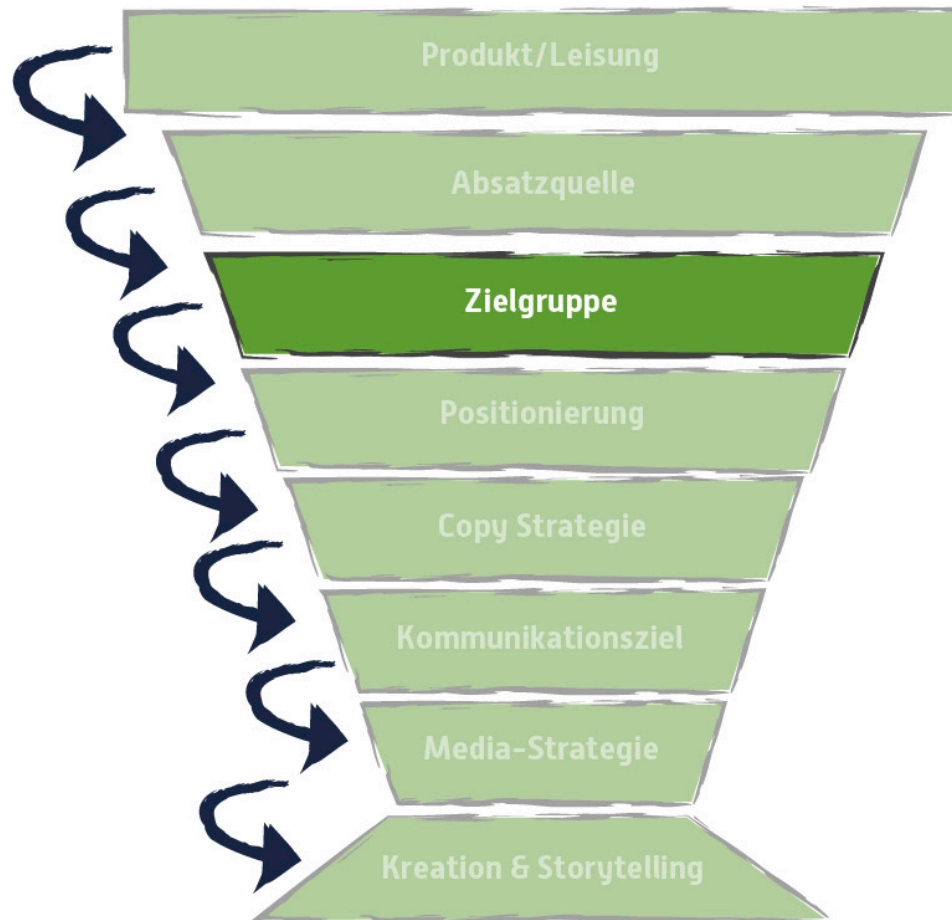 Produkt/Leisung
Absatzquelle
Zielgruppe
Positionierung
Copy Strategie
Kommunikationsziel
Media-Strategie
Kreation & Storytelling